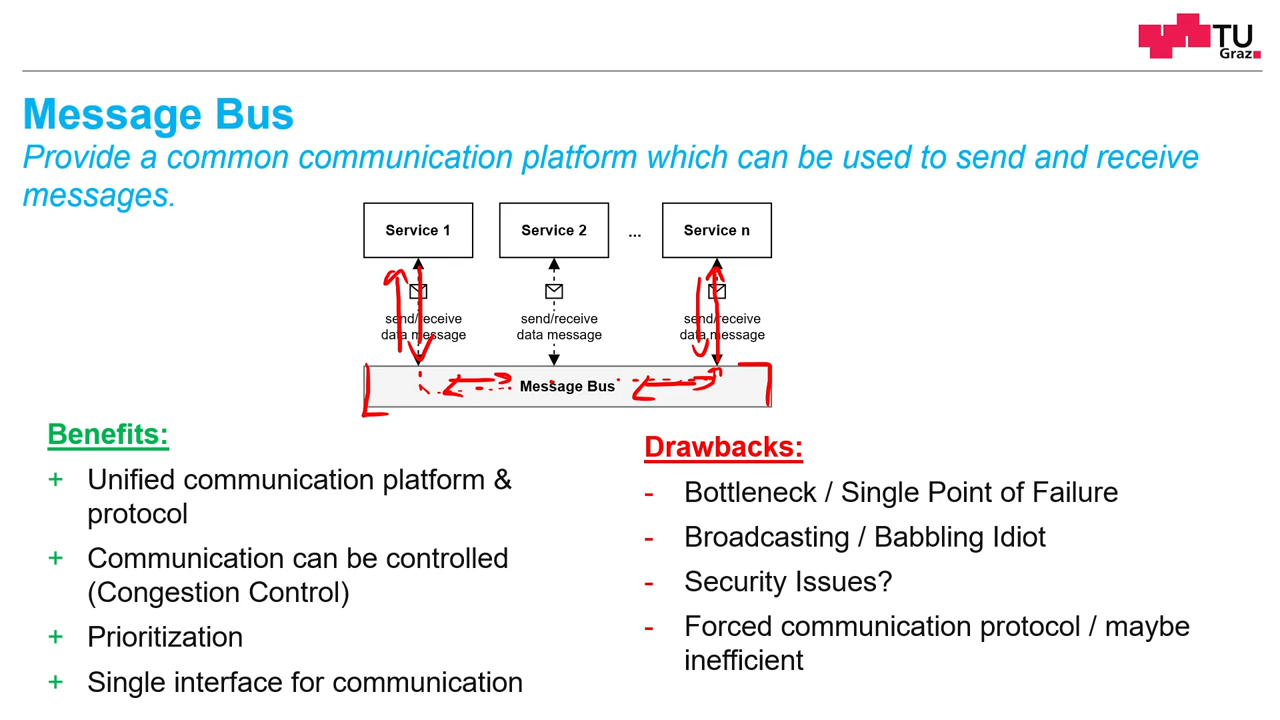 TU
Graz
Message Bus
Provide a common communication platform which can be used to send and receive
messages.
Service 1
Service 2
...
Service n
send/receive
data message
send/receive
data message
send/receive
data message
Message Bus
Benefits:
+ Unified communication platform &
protocol
+ Communication can be controlled
(Congestion Control)
+ Prioritization
+ Single interface for communication
Drawbacks:
- Bottleneck / Single Point of Failure
- Broadcasting / Babbling Idiot
- Security Issues?
- Forced communication protocol / maybe
inefficient